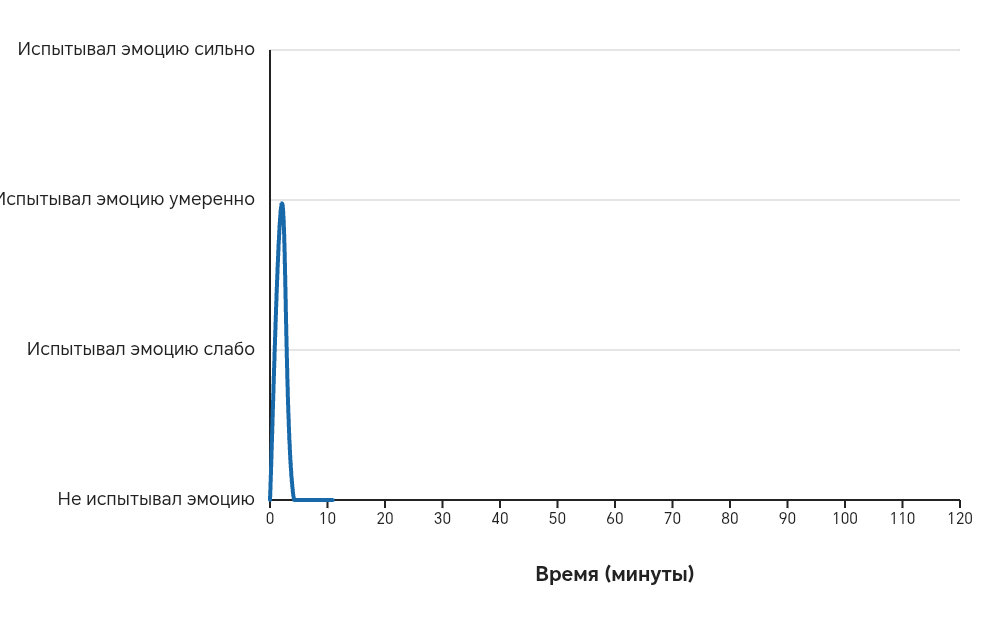 Испытывал эмоцию сильно
Испытывал эмоцию умеренно
Испытывал эмоцию слабо
Не испытывал эмоцию
0 10 20 30 40 50 60 70 80 90 100 110 120
Время (минуты)